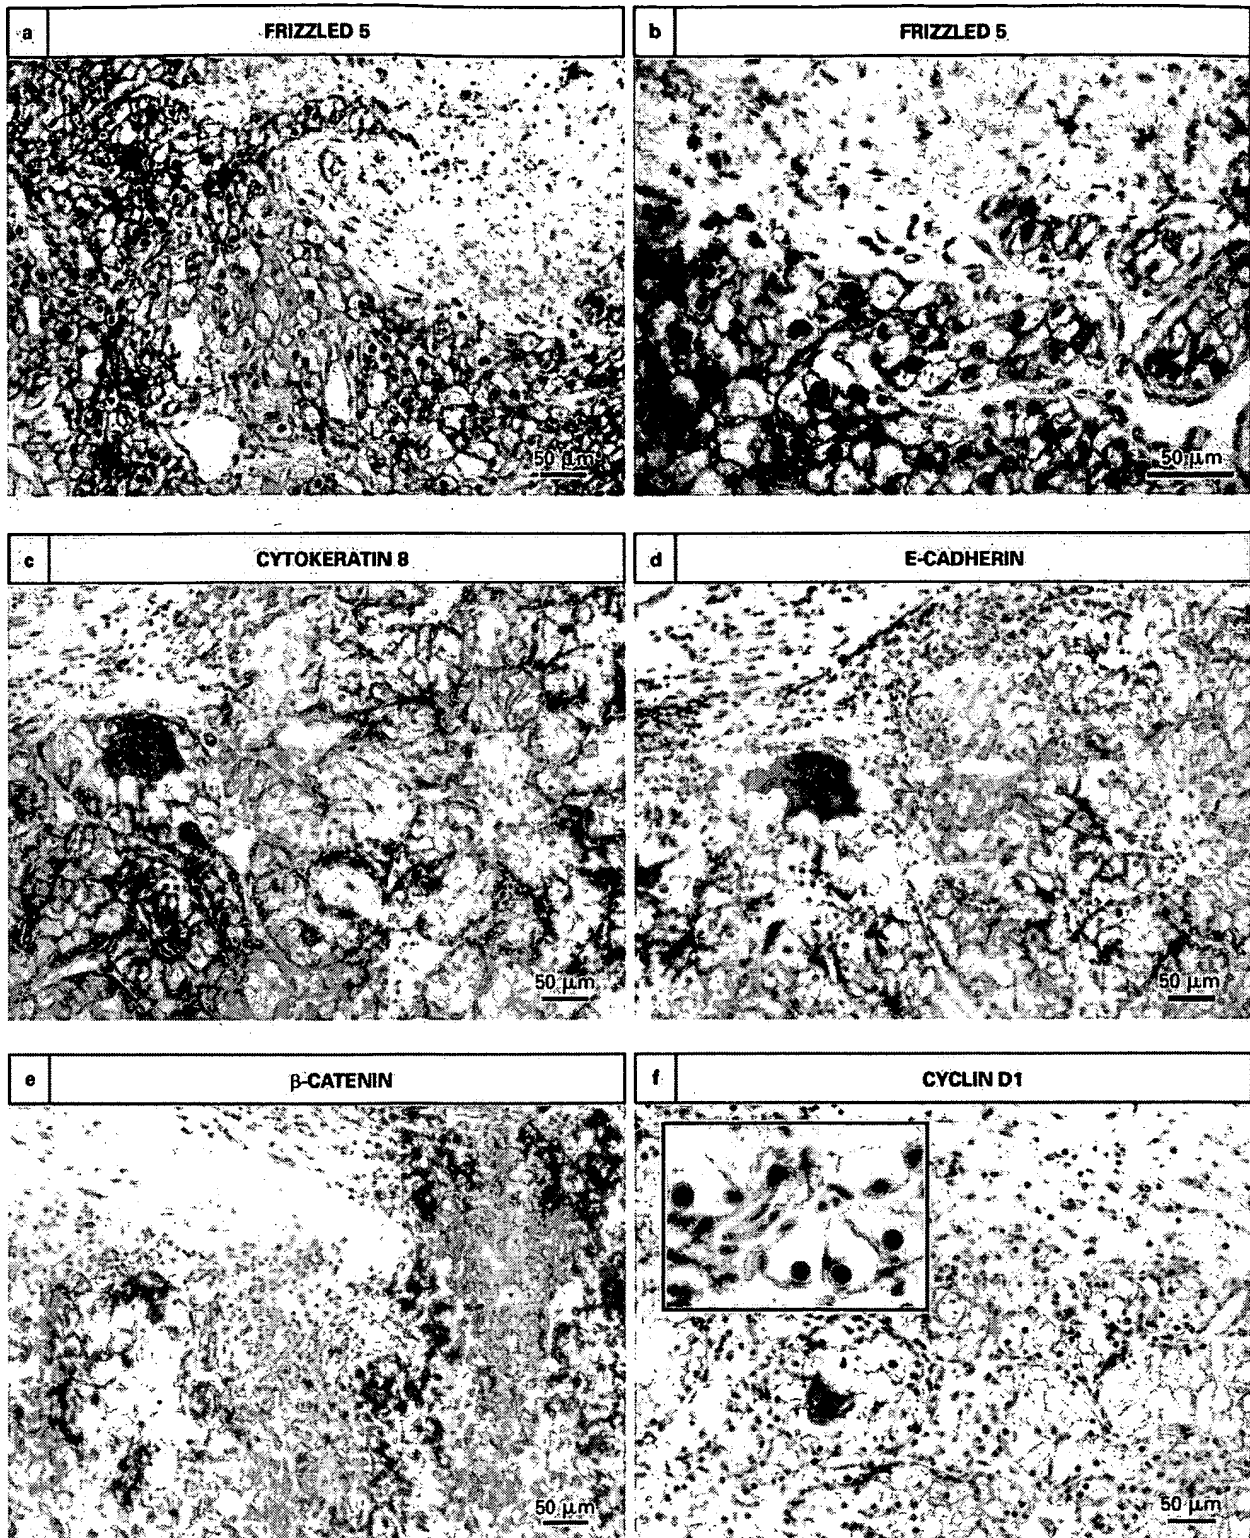 a FRIZZLED 5
b FRIZZLED 5
50 μm
50 μm
c CYTOKERATIN 8
d E-CADHERIN
50 μm
50 μm
e β-CATENIN
f CYCLIN D1
50 μm
50 μm